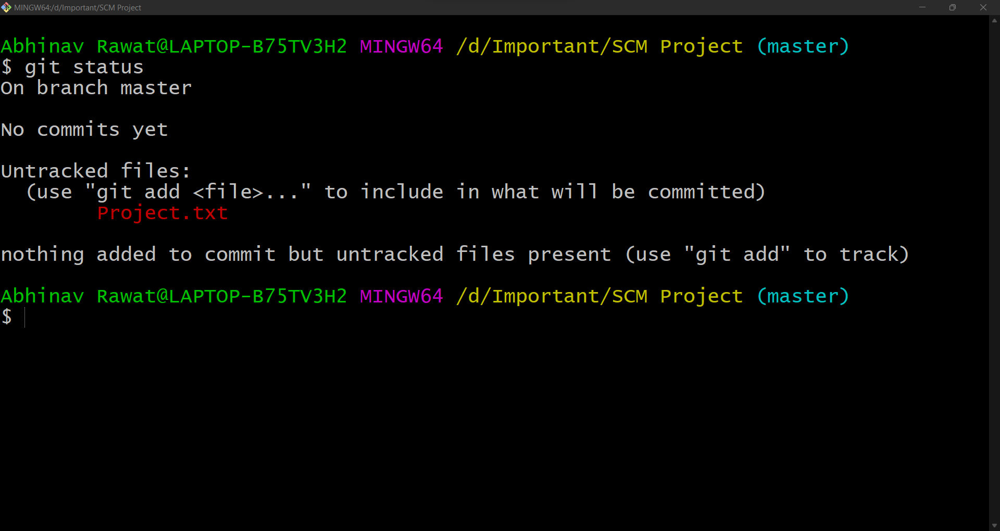 MINGW64:/d/Important/SCM Project
Abhinav Rawat@LAPTOP-B75TV3H2 MINGW64 /d/Important/SCM Project (master)
$ git status
On branch master
No commits yet
Untracked files:
  (use "git add <file>..." to include in what will be committed)
        Project.txt
nothing added to commit but untracked files present (use "git add" to track)
Abhinav Rawat@LAPTOP-B75TV3H2 MINGW64 /d/Important/SCM Project (master)
$